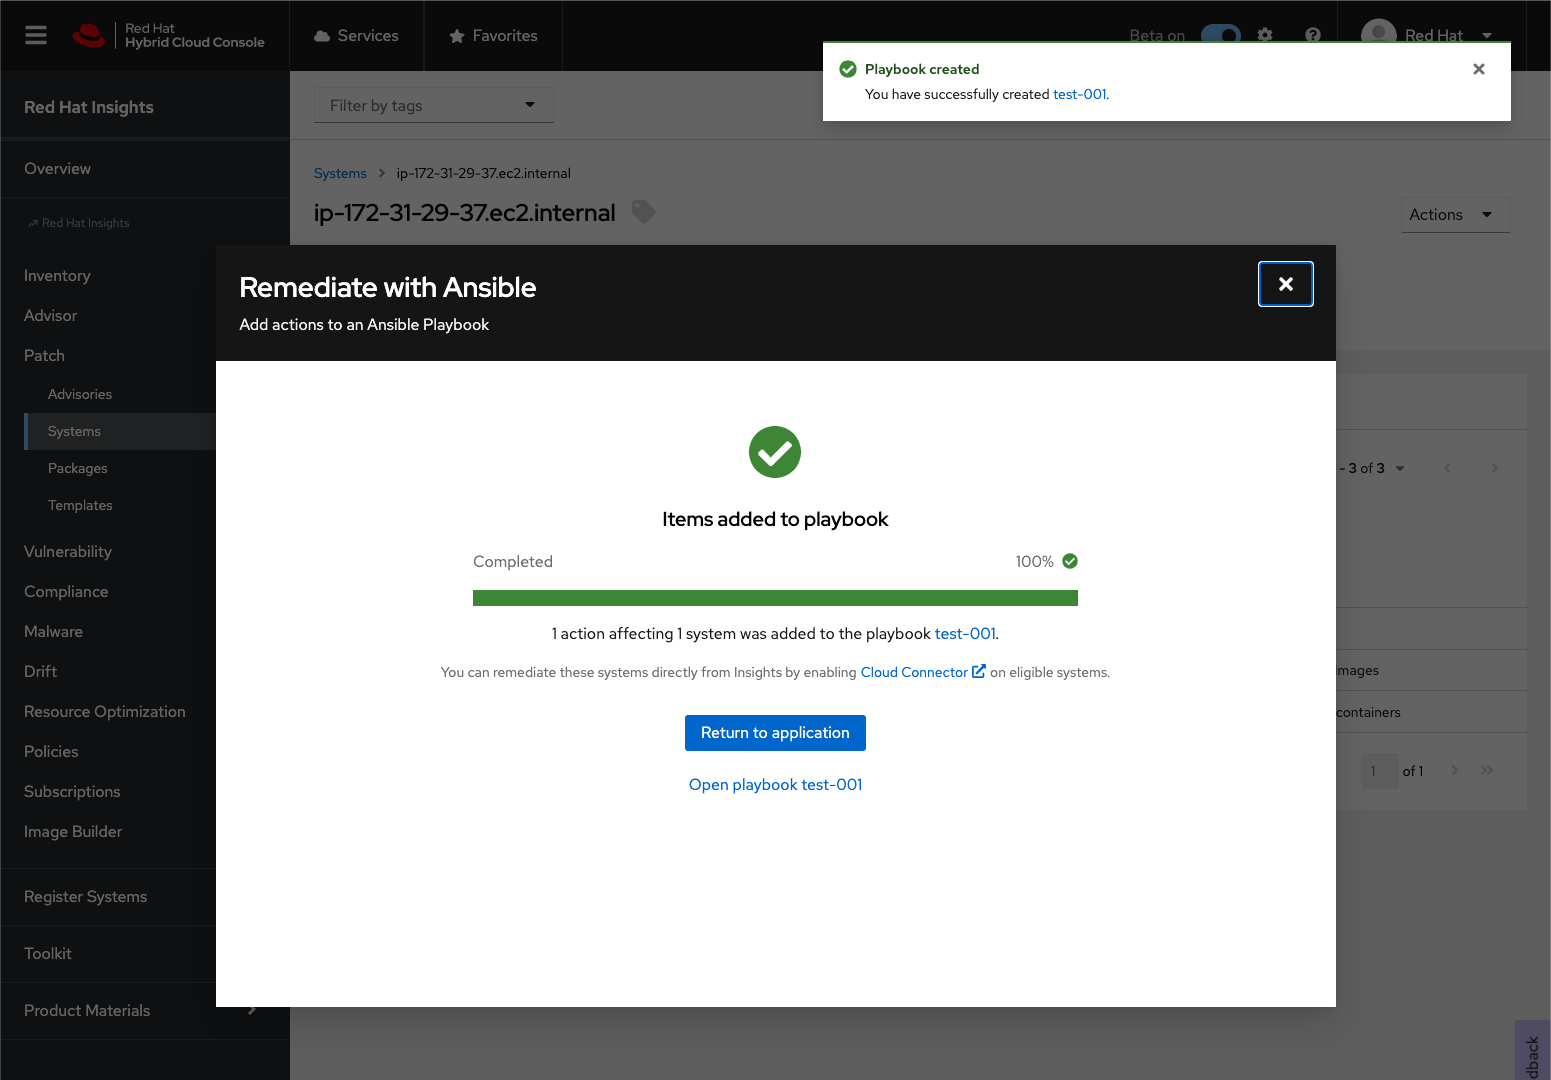 Red Hat
Hybrid Cloud Console
Services
Favorites
Beta on
Red Hat
Playbook created
You have successfully created test-001.
Red Hat Insights
Filter by tags
Overview
Systems
ip-172-31-29-37.ec2.internal
ip-172-31-29-37.ec2.internal
Actions
Red Hat Insights
Inventory
Advisor
Patch
Advisories
Systems
Packages
Templates
Vulnerability
Compliance
Malware
Drift
Resource Optimization
Policies
Subscriptions
Image Builder
Register Systems
Toolkit
Product Materials
Remediate with Ansible
Add actions to an Ansible Playbook
Items added to playbook
Completed
100%
1 action affecting 1 system was added to the playbook test-001.
You can remediate these systems directly from Insights by enabling Cloud Connector on eligible systems.
Return to application
Open playbook test-001
- 3 of 3
containers
1 of 1